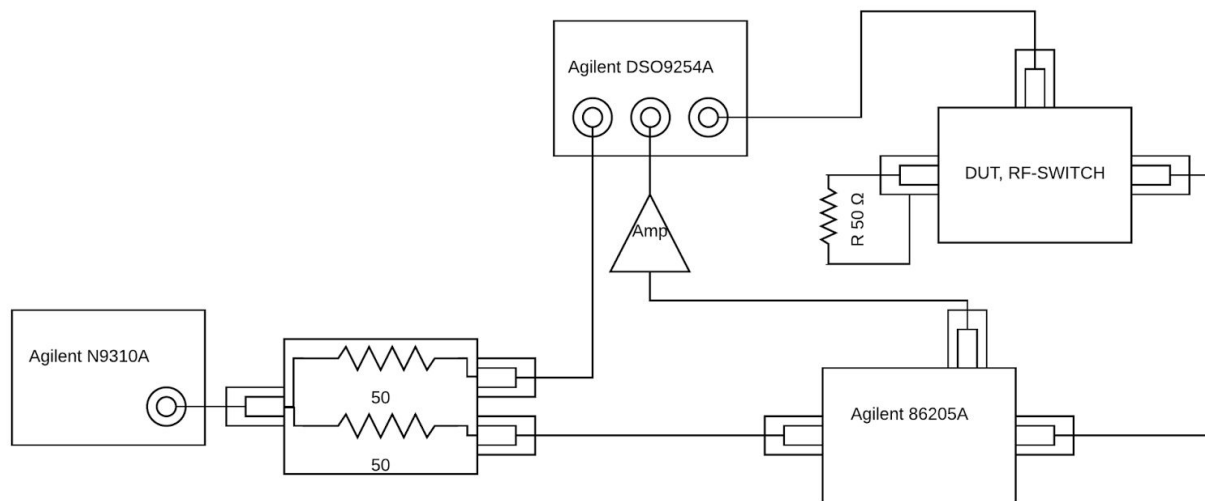 Agilent DSO9254A
DUT, RF-SWITCH
R 50 Ω
Amp
Agilent N9310A
50
50
Agilent 86205A